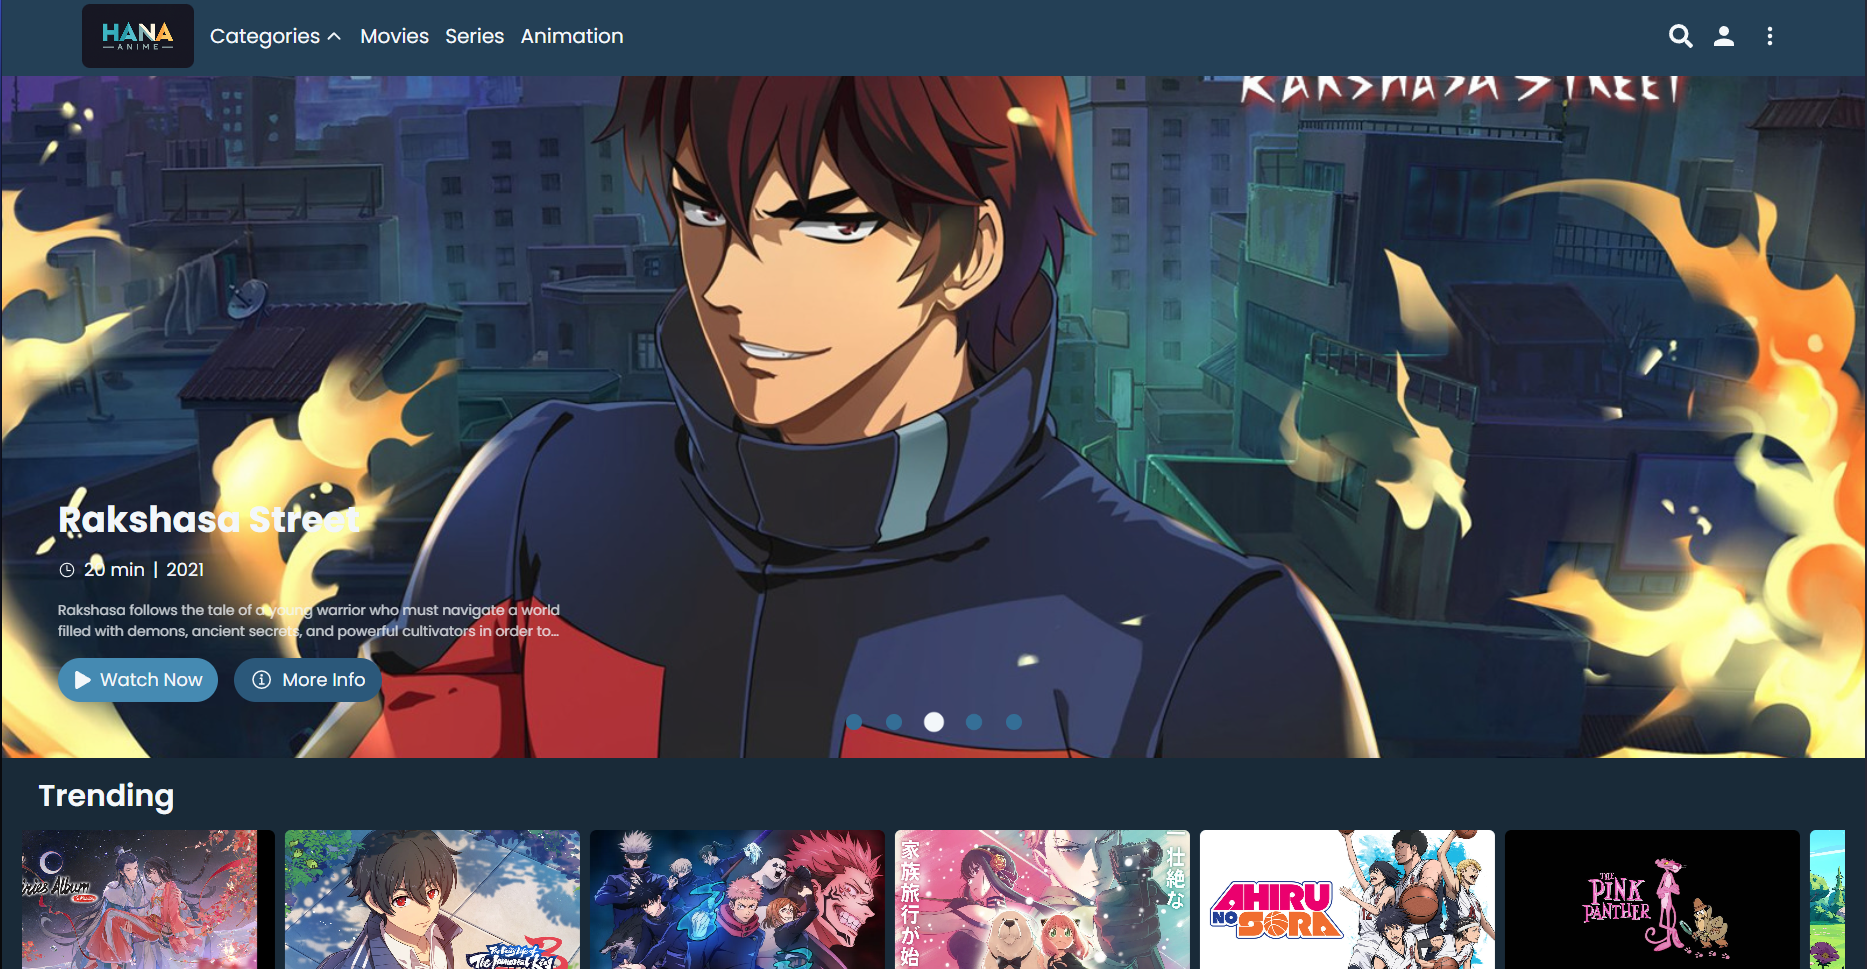 HANA
ANIME
Categories
Movies
Series
Animation
RAKSHASA STREET
Rakshasa Street
20 min | 2021
Rakshasa follows the tale of a young warrior who must navigate a world
filled with demons, ancient secrets, and powerful cultivators in order to...
Watch Now
More Info
Trending
ries Album
家族旅行が始
壮絶な
AHIRU
NO
SORA
THE
PINK
PANTHER
The Daily Life of
The Immortal King